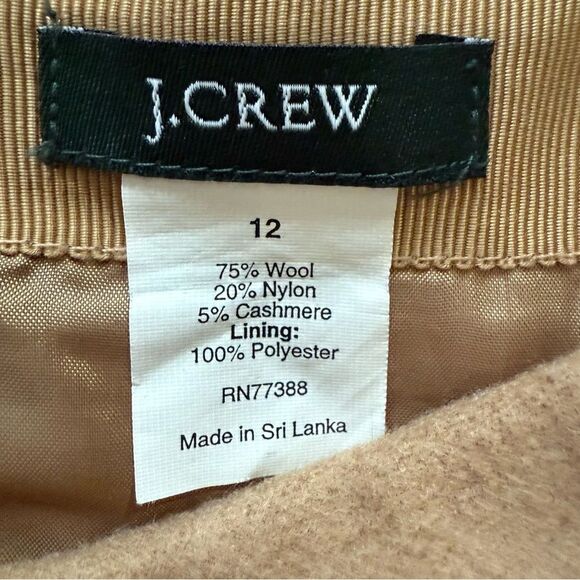 J.CREW
12
75% Wool
20% Nylon
5% Cashmere
Lining:
100% Polyester
RN77388
Made in Sri Lanka